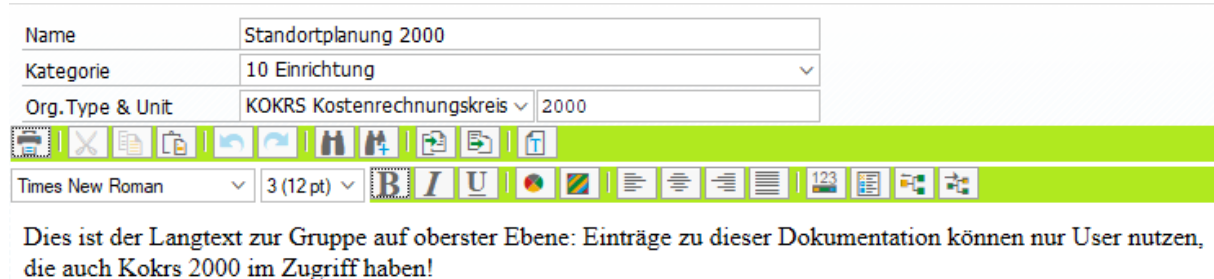 Name Standortplanung 2000
Kategorie 10 Einrichtung
Org.Type & Unit KOKRS Kostenrechnungskreis 2000
T
Times New Roman 3 (12 pt) B I U 123
Dies ist der Langtext zur Gruppe auf oberster Ebene: Einträge zu dieser Dokumentation können nur User nutzen,
die auch Kokrs 2000 im Zugriff haben!